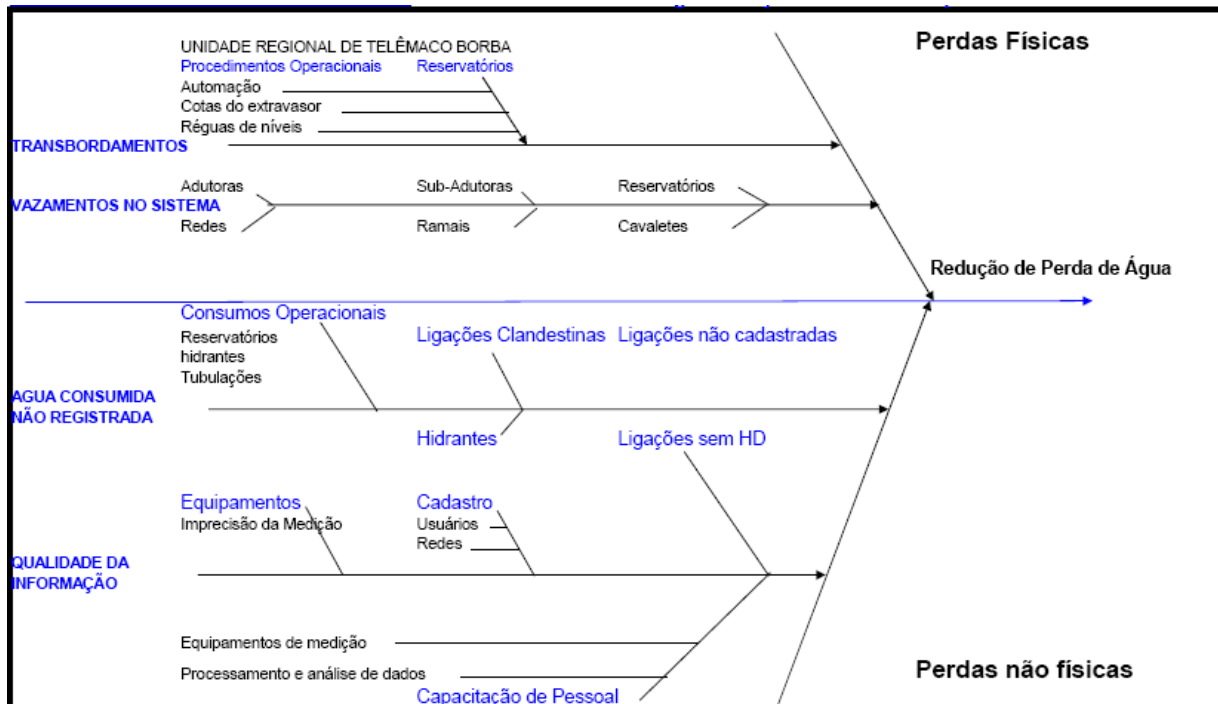 Perdas Físicas
UNIDADE REGIONAL DE TELÊMACO BORBA
Procedimentos Operacionais
Reservatórios
Automação
Cotas do extravasor
Réguas de níveis
TRANSBORDAMENTOS
Adutoras
Sub-Adutoras
Reservatórios
VAZAMENTOS NO SISTEMA
Redes
Ramais
Cavaletes
Redução de Perda de Água
Consumos Operacionais
Reservatórios
hidrantes
Tubulações
Ligações Clandestinas
Ligações não cadastradas
AGUA CONSUMIDA
NÃO REGISTRADA
Hidrantes
Ligações sem HD
Equipamentos
Imprecisão da Medição
Cadastro
Usuários
Redes
QUALIDADE DA
INFORMAÇÃO
Equipamentos de medição
Processamento e análise de dados
Capacitação de Pessoal
Perdas não físicas